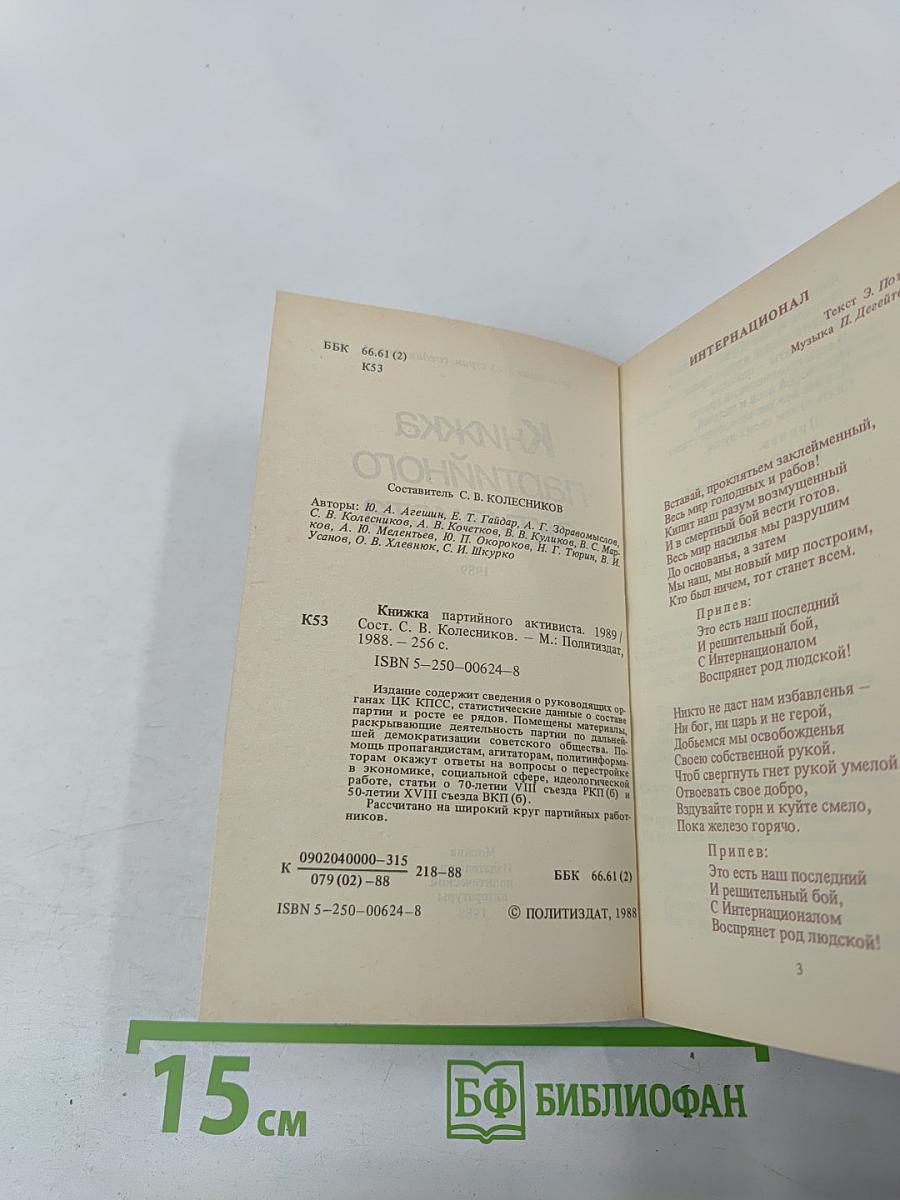 ББК 66.61 (2)
К53
Составитель С. В. КОЛЕСНИКОВ
Авторы: Ю. А. Агешин, Е. Т. Гайдар, А. Г. Здравомыслов,
С. В. Колесников, А. В. Кочетков, В. В. Куликов, В. С. Мар-
ков, А. Ю. Мелентьев, Ю. П. Окороков, Н. Г. Тюрин, В. И.
Усанов, О. В. Хлевнюк, С. И. Шкурко
К53
Книжка партийного активиста. 1989 /
Сост. С. В. Колесников. – М.: Политиздат,
1988. – 256 с.
ISBN 5–250–00624–8
Издание содержит сведения о руководящих ор-
ганах ЦК КПСС, статистические данные о составе
партии и росте ее рядов. Помещены материалы,
раскрывающие деятельность партии по дальней-
шей демократизации советского общества. По-
мощь пропагандистам, агитаторам, политинформа-
торам окажут ответы на вопросы о перестройке
в экономике, социальной сфере, идеологической
работе, статьи о 70-летии VIII съезда РКП(б) и
50-летии XVIII съезда ВКП(б).
Рассчитано на широкий круг партийных работ-
ников.
К 0902040000–315 218–88
079 (02) –88
ББК 66.61 (2)
ISBN 5–250–00624–8
© ПОЛИТИЗДАТ, 1988
ИНТЕРНАЦИОНАЛ
Текст Э.
Музыка П.
Вставай, проклятьем заклейменный,
Весь мир голодных и рабов!
Кипит наш разум возмущенный
И в смертный бой вести готов.
Весь мир насилья мы разрушим
До основанья, а затем
Мы наш, мы новый мир построим,
Кто был ничем, тот станет всем.
Припев:
Это есть наш последний
И решительный бой,
С Интернационалом
Воспрянет род людской!
Никто не даст нам избавленья –
Ни бог, ни царь и не герой,
Добьемся мы освобожденья
Своею собственной рукой.
Чтоб свергнуть гнет рукой умелой
Отвоевать свое добро,
Вздувайте горн и куйте смело,
Пока железо горячо.
Припев:
Это есть наш последний
И решительный бой,
С Интернационалом
Воспрянет род людской!
3
15 см
БФ БИБЛИОФАН